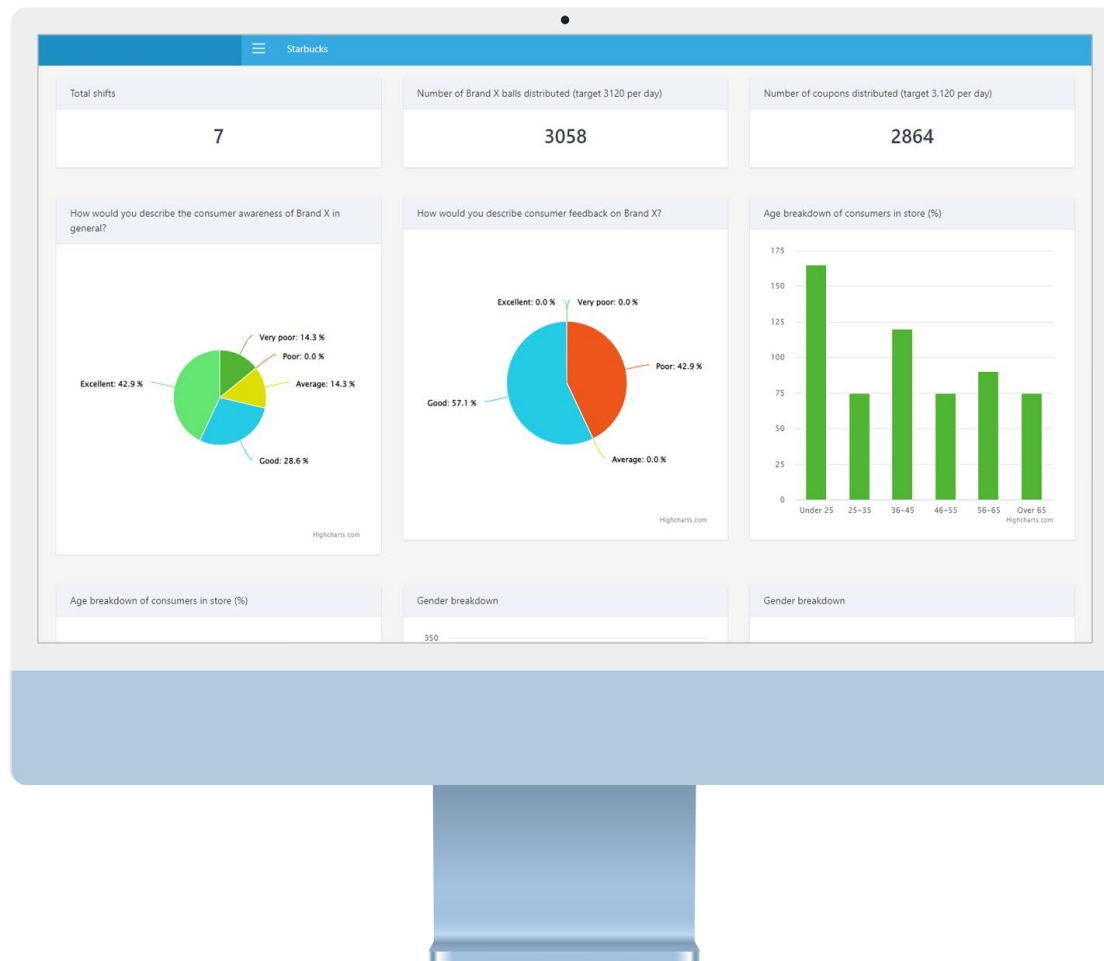 Starbucks
Total shifts
7
Number of Brand X balls distributed (target 3120 per day)
3058
Number of coupons distributed (target 3,120 per day)
2864
How would you describe the consumer awareness of Brand X in
general?
Very poor: 14.3 %
Poor: 0.0 %
Average: 14.3 %
Excellent: 42.9 %
Good: 28.6 %
Highcharts.com
How would you describe consumer feedback on Brand X?
Excellent: 0.0 %
Very poor: 0.0 %
Poor: 42.9 %
Good: 57.1 %
Average: 0.0 %
Highcharts.com
Age breakdown of consumers in store (%)
175
150
125
100
75
50
25
0
Under 25 25-35 36-45 46-55 56-65 Over 65
Highcharts.com
Age breakdown of consumers in store (%)
Gender breakdown
350
Gender breakdown